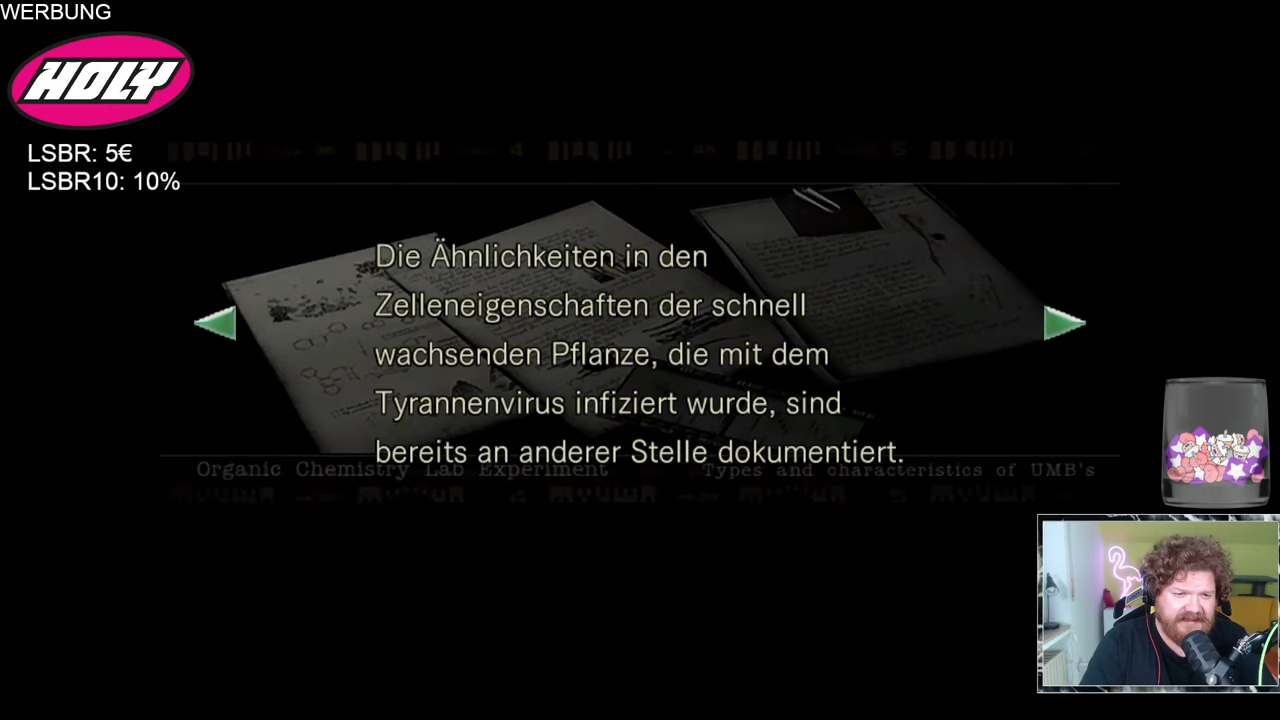 WERBUNG
HOLY
LSBR: 5€
LSBR10: 10%
Die Ähnlichkeiten in den
Zelleneigenschaften der schnell
wachsenden Pflanze, die mit dem
Tyrannenvirus infiziert wurde, sind
bereits an anderer Stelle dokumentiert.
Organic Chemistry Lab Experiment Types and characteristics of UMB's